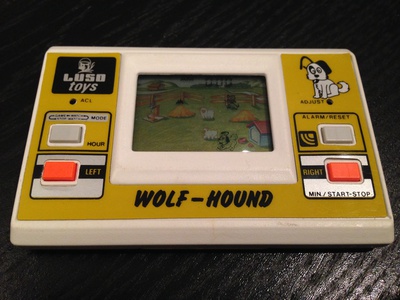 LUSO
toys
ACL
MODE
HOUR
LEFT
ADJUST
ALARM/RESET
RIGHT
MIN./START-STOP
WOLF-HOUND